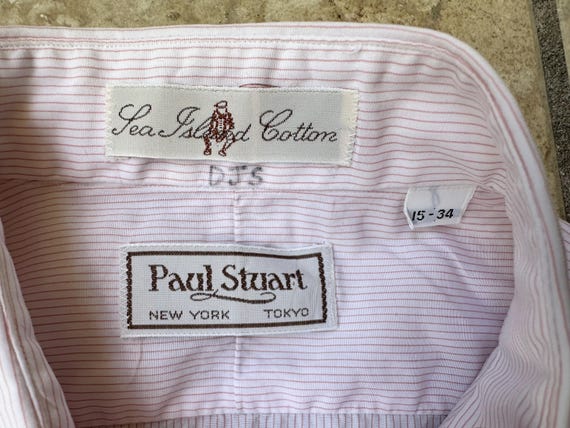 Sea Island Cotton
DJS
15-34
Paul Stuart
NEW YORK TOKYO